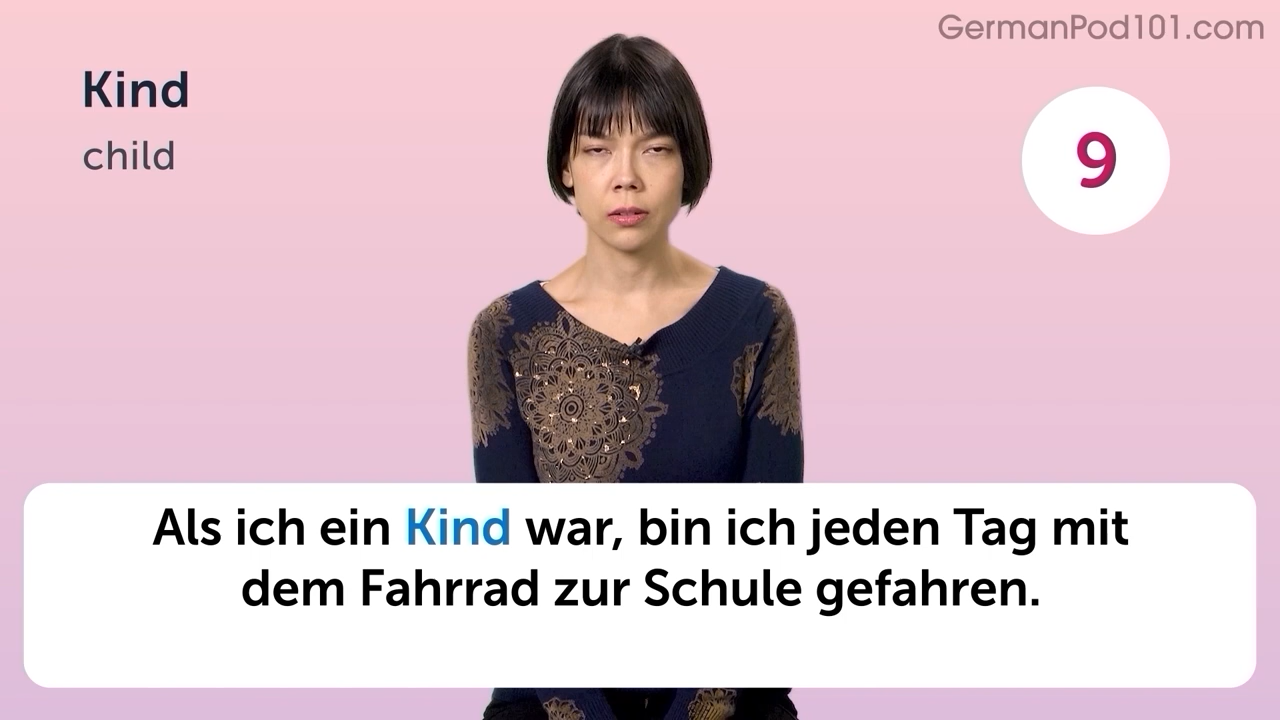 GermanPod101.com
Kind
child
9
Als ich ein Kind war, bin ich jeden Tag mit
dem Fahrrad zur Schule gefahren.